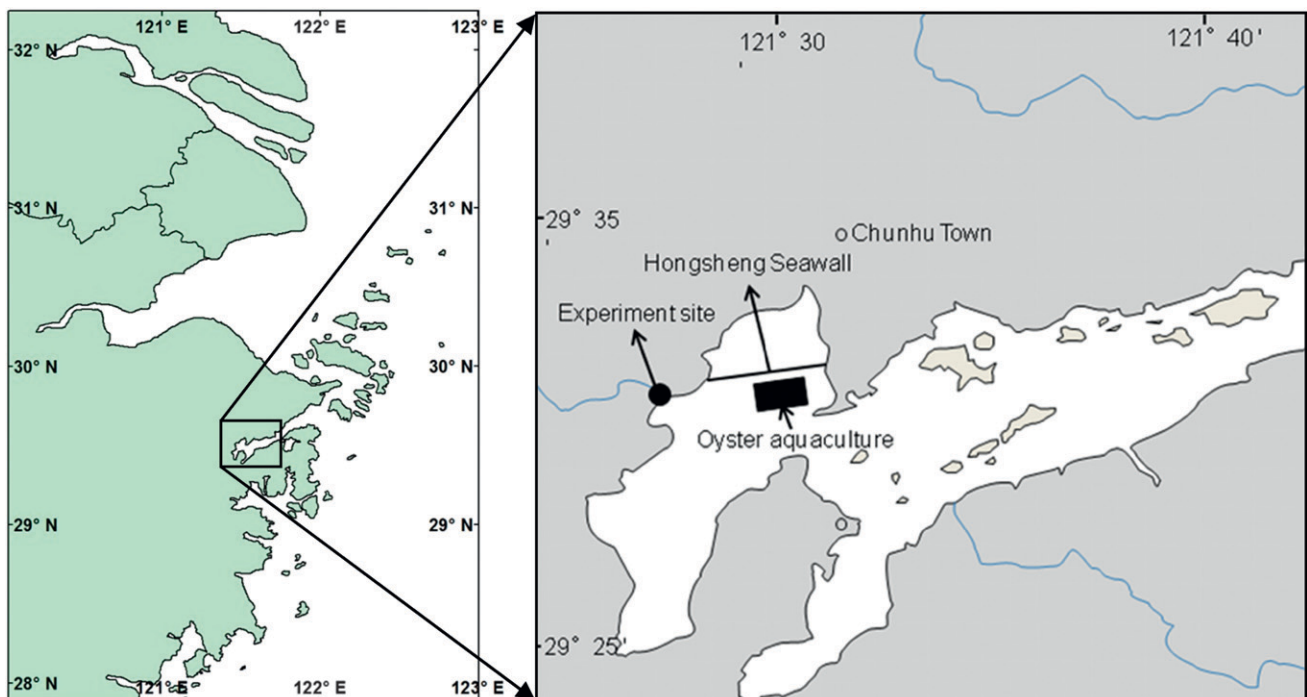 121° E 122° E 123° E
32° N
31° N 31° N
30° N 30° N
29° N 29° N
28° N
121° E 122° E 123° E
121° 30 '
121° 40'
29° 35 '
Chunhu Town
Hongsheng Seawall
Experiment site
Oyster aquaculture
29° 25'